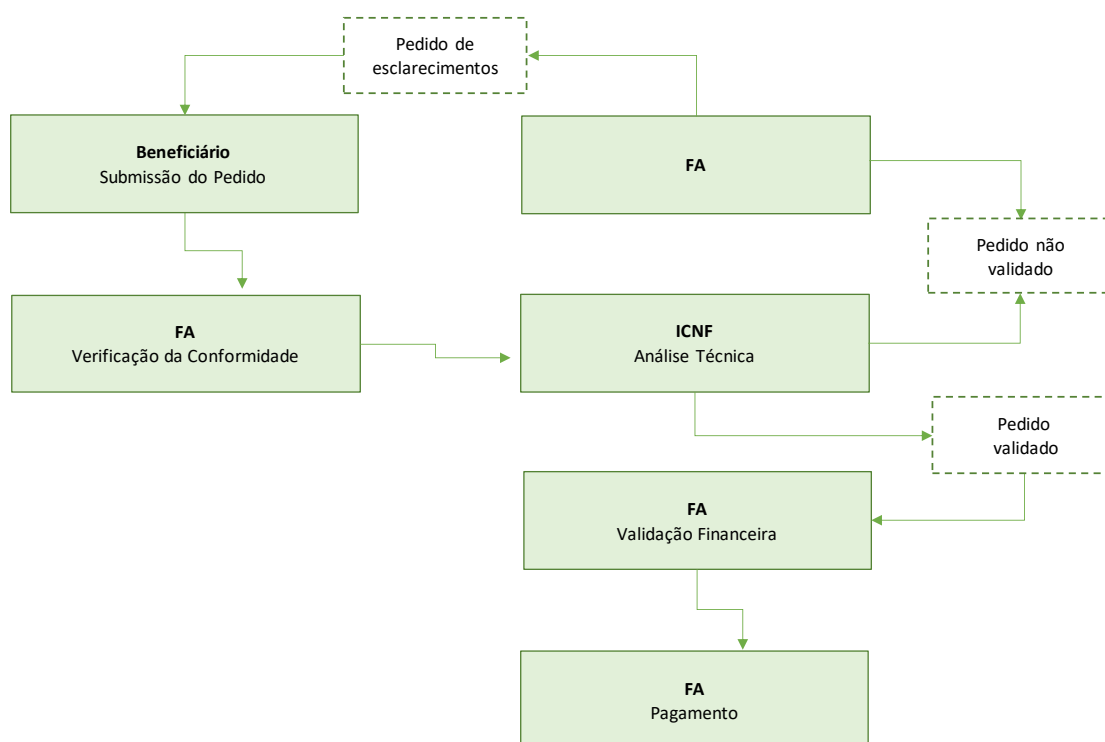 Pedido de
esclarecimentos
Beneficiário
Submissão do Pedido
FA
Pedido não
validado
FA
Verificação da Conformidade
ICNF
Análise Técnica
Pedido
validado
FA
Validação Financeira
FA
Pagamento